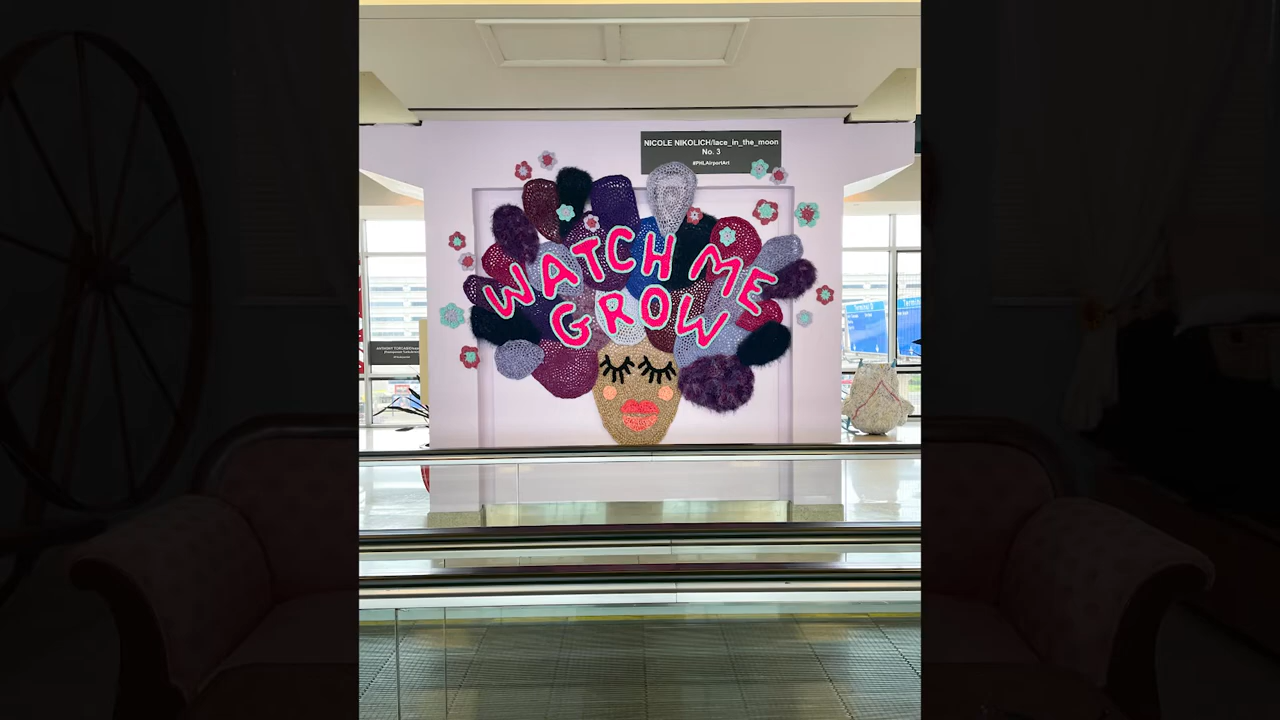 NICOLE NIKOLICH/lace_in_the_moon
No. 3
#PHLAirportArt
WATCH ME
GROW